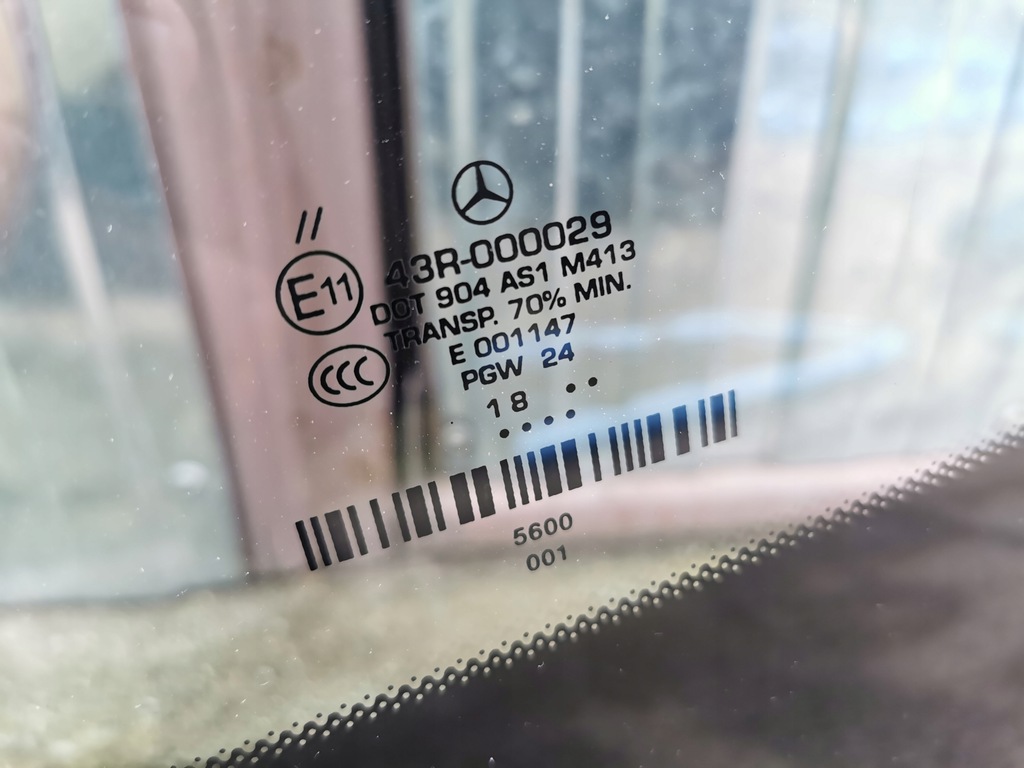 //
E11
43R-000029
DOT 904 AS1 M413
TRANSP. 70% MIN.
E 001147
CCC
PGW 24
18
5600
001